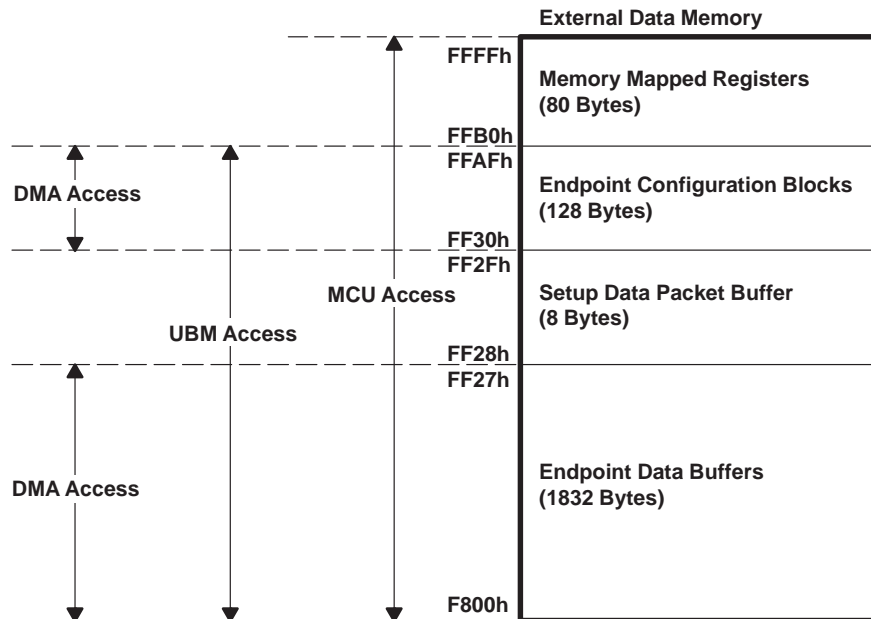 External Data Memory
FFFFh
Memory Mapped Registers
(80 Bytes)
FFB0h
FFAFh
DMA Access
Endpoint Configuration Blocks
(128 Bytes)
FF30h
FF2Fh
MCU Access
Setup Data Packet Buffer
(8 Bytes)
UBM Access
FF28h
FF27h
DMA Access
Endpoint Data Buffers
(1832 Bytes)
F800h